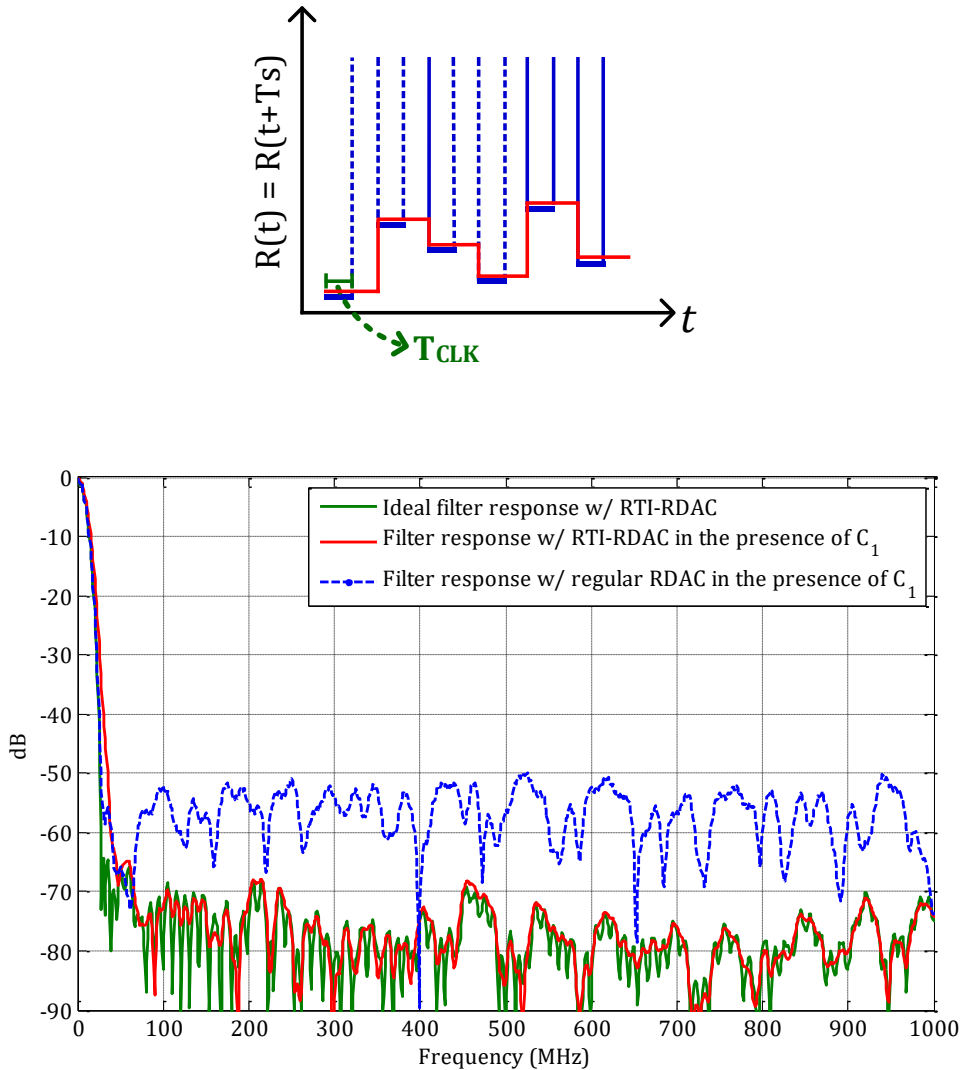 R(t) = R(t+Ts)
t
TCLK
0
-10
-20
-30
-40
-50
-60
-70
-80
-90
dB
Ideal filter response w/ RTI-RDAC
Filter response w/ RTI-RDAC in the presence of C1
Filter response w/ regular RDAC in the presence of C1
0 100 200 300 400 500 600 700 800 900 1000
Frequency (MHz)